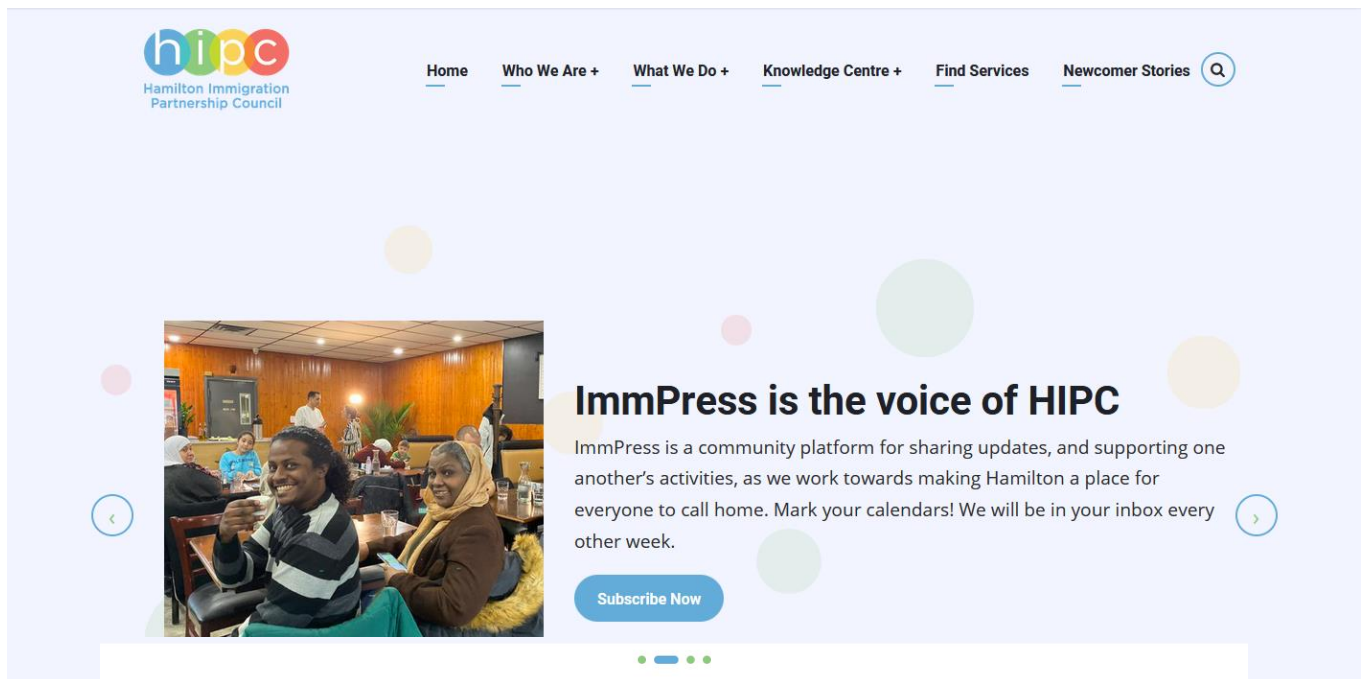 hipc
Hamilton Immigration
Partnership Council
Home Who We Are + What We Do + Knowledge Centre + Find Services Newcomer Stories
ImmPress is the voice of HIPC
ImmPress is a community platform for sharing updates, and supporting one
another's activities, as we work towards making Hamilton a place for
everyone to call home. Mark your calendars! We will be in your inbox every
other week.
Subscribe Now